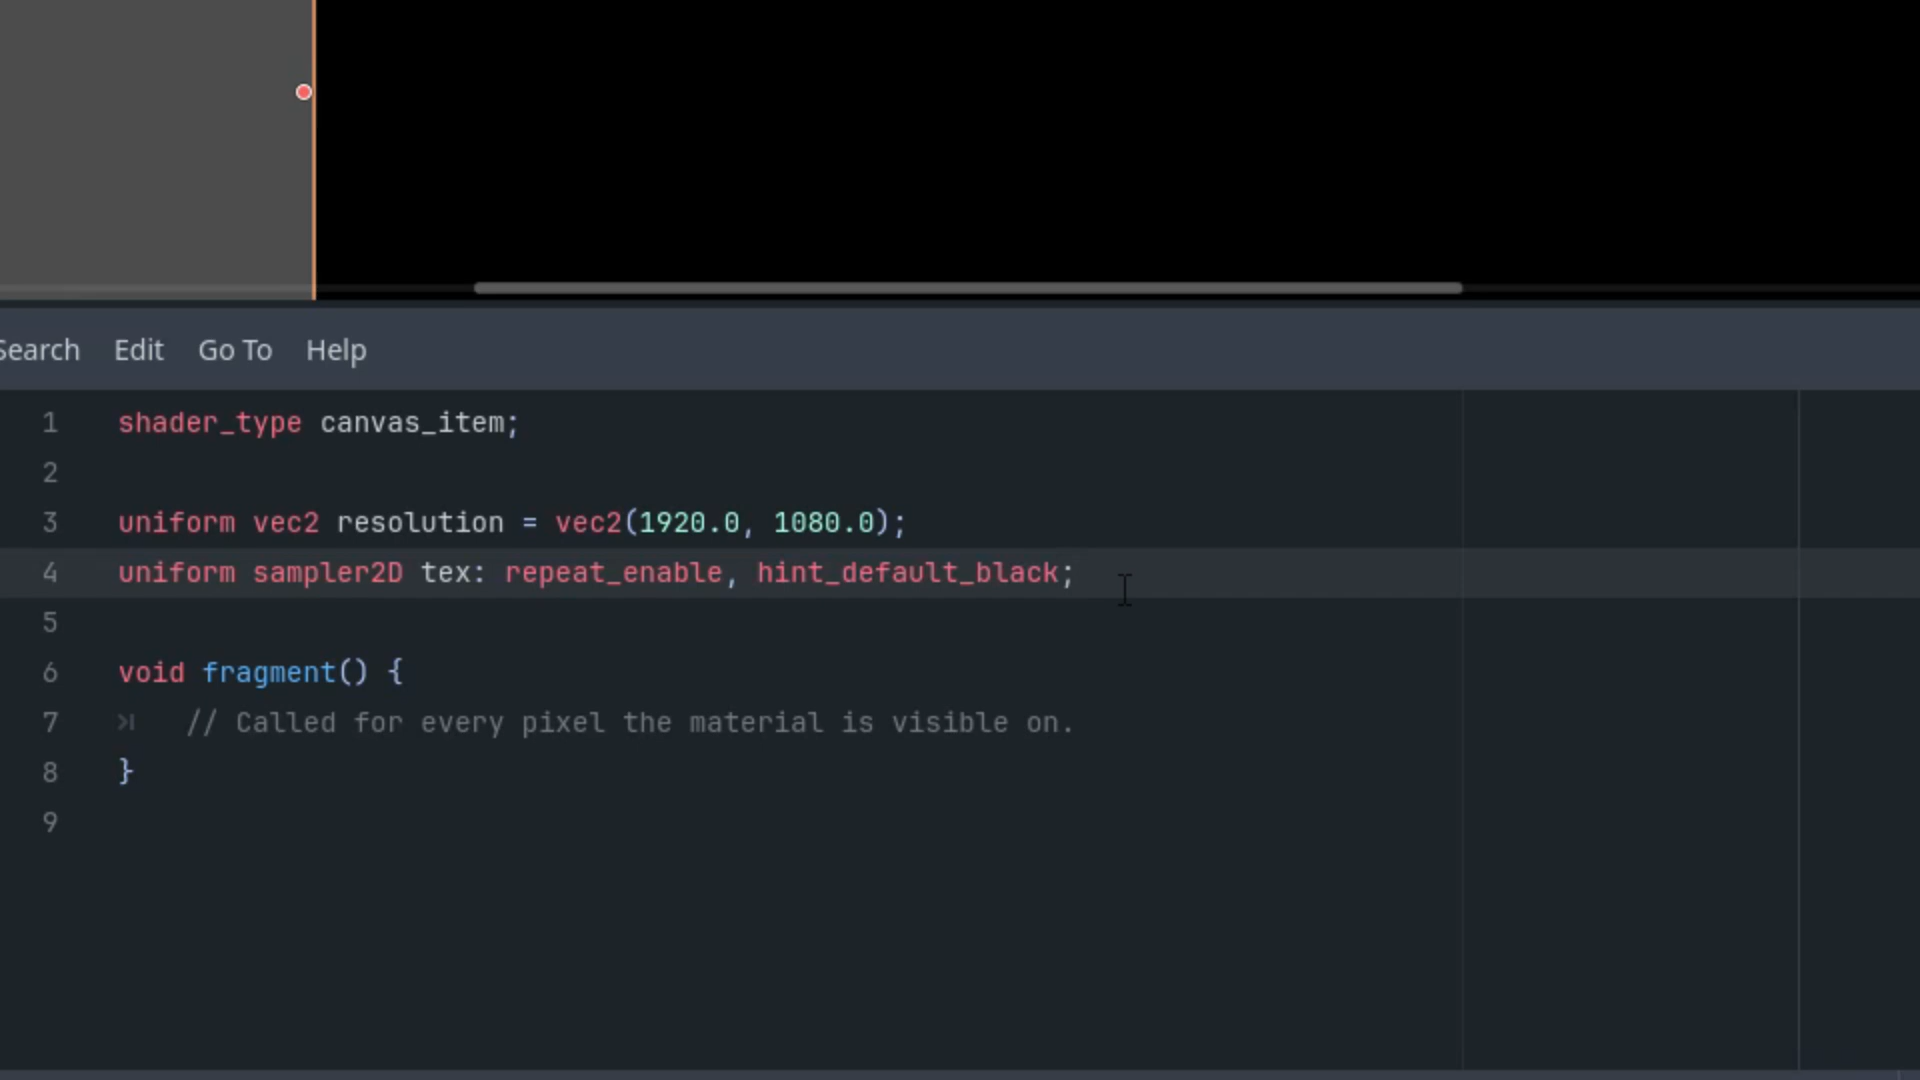 Search Edit Go To Help
1 shader_type canvas_item;
2
3 uniform vec2 resolution = vec2(1920.0, 1080.0);
4 uniform sampler2D tex: repeat_enable, hint_default_black;
5
6 void fragment() {
7 // Called for every pixel the material is visible on.
8 }
9